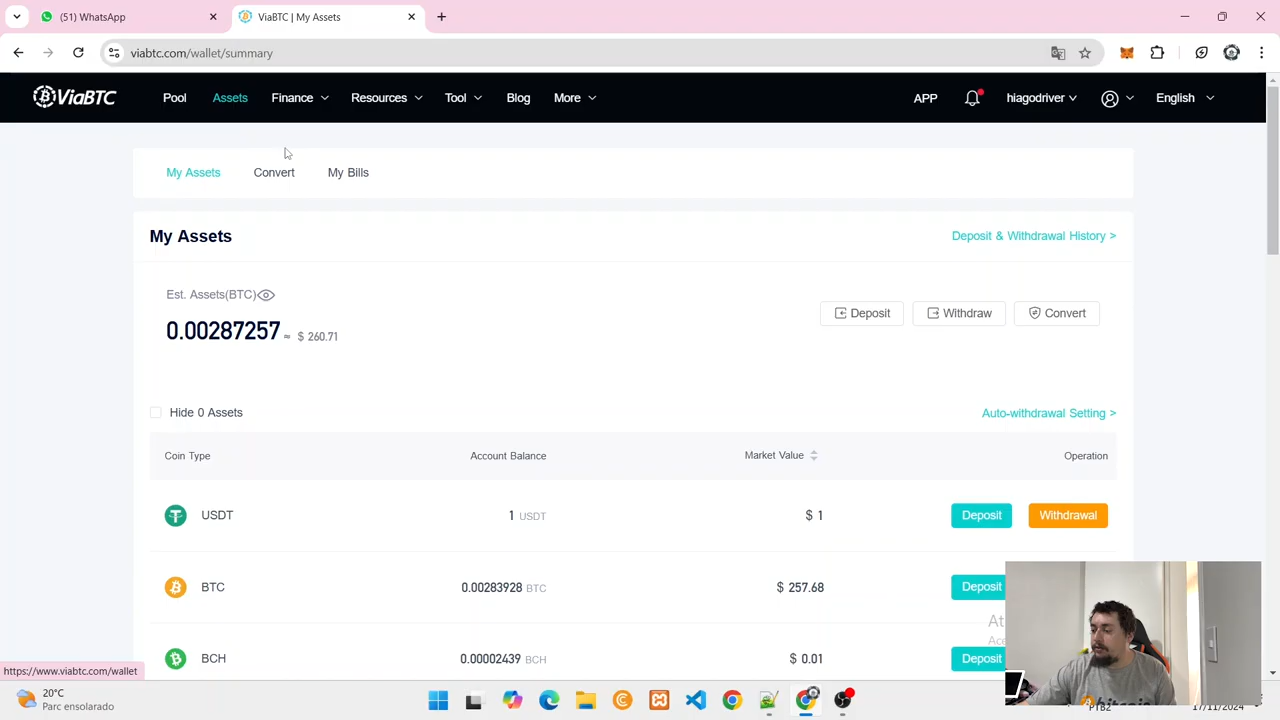 (51) WhatsApp
ViaBTC | My Assets
viabtc.com/wallet/summary
ViaBTC
Pool
Assets
Finance
Resources
Tool
Blog
More
APP
hiagodriver
English
My Assets
Convert
My Bills
My Assets
Deposit & Withdrawal History >
Est. Assets(BTC)
0.00287257 ≈ $ 260.71
Deposit
Withdraw
Convert
Hide 0 Assets
Auto-withdrawal Setting >
Coin Type
Account Balance
Market Value
Operation
USDT
1 USDT
$ 1
Deposit
Withdrawal
BTC
0.00283928 BTC
$ 257.68
Deposit
BCH
0.00002439 BCH
$ 0.01
Deposit
https://www.viabtc.com/wallet
20°C
Parc ensolarado
PTB2
17/11/2024